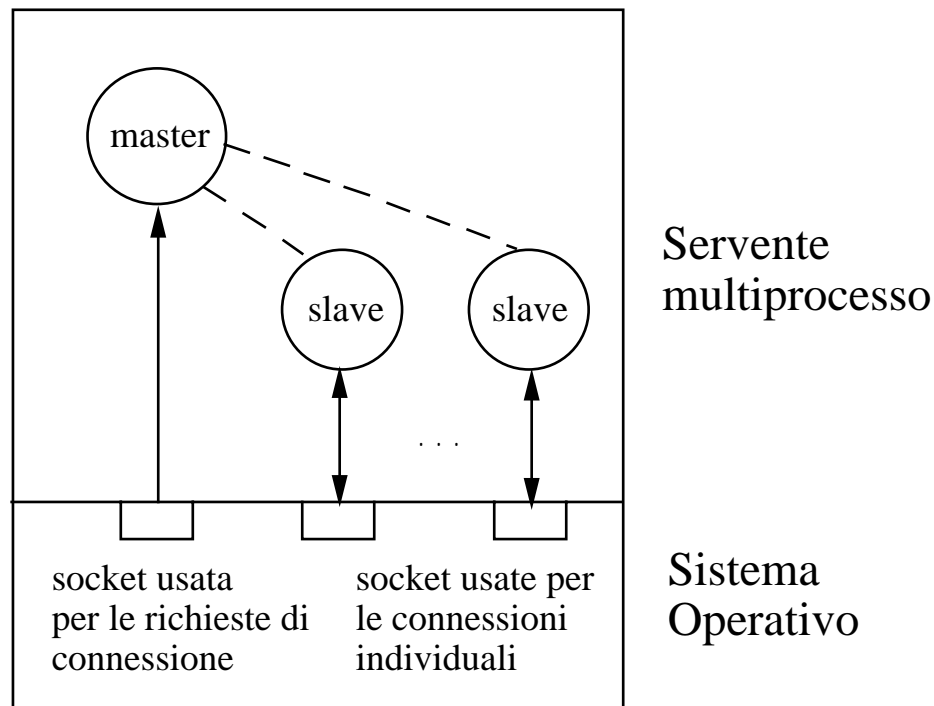 master
slave
slave
Servente
multiprocesso
. . .
socket usata
per le richieste di
connessione
socket usate per
le connessioni
individuali
Sistema
Operativo